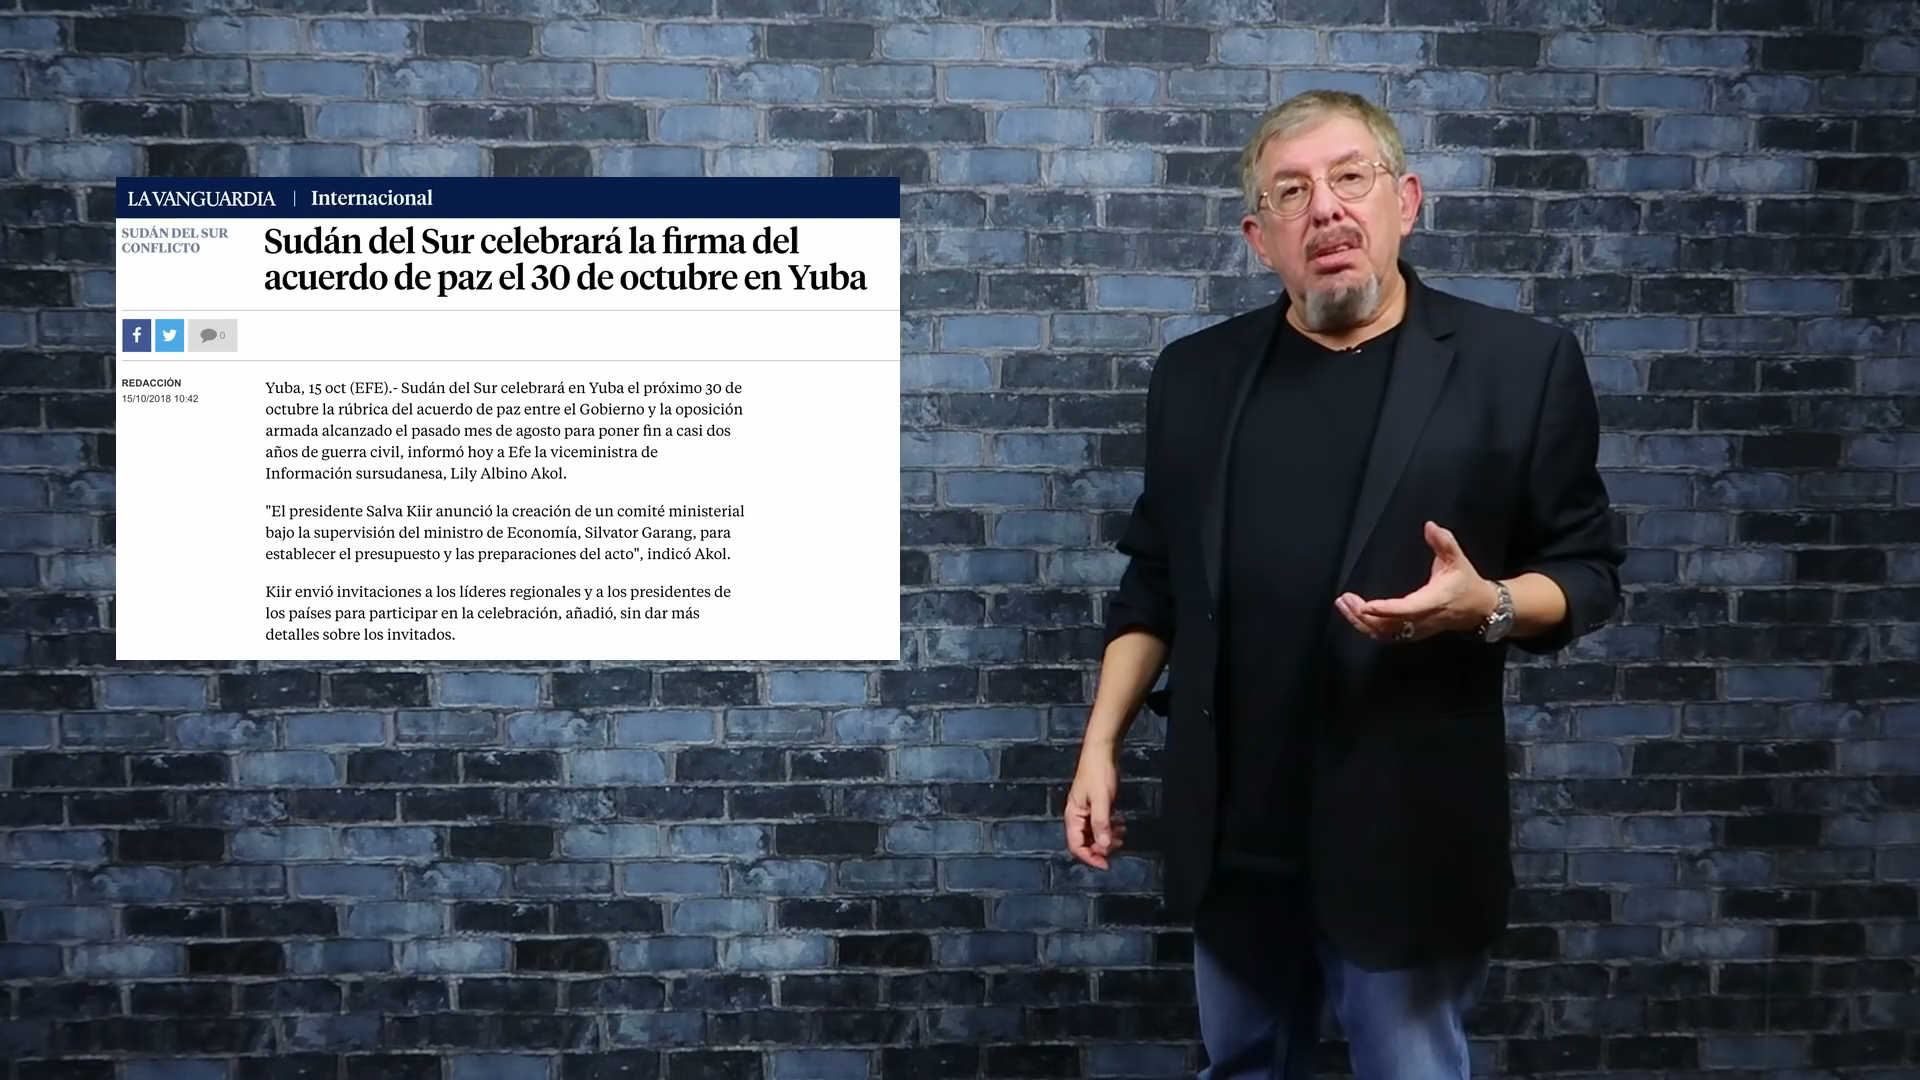 LA VANGUARDIA | Internacional
SUDÁN DEL SUR
CONFLICTO
Sudán del Sur celebrará la firma del
acuerdo de paz el 30 de octubre en Yuba
0
REDACCIÓN
15/10/2018 10:42
Yuba, 15 oct (EFE).- Sudán del Sur celebrará en Yuba el próximo 30 de
octubre la rúbrica del acuerdo de paz entre el Gobierno y la oposición
armada alcanzado el pasado mes de agosto para poner fin a casi dos
años de guerra civil, informó hoy a Efe la viceministra de
Información sursudanesa, Lily Albino Akol.
"El presidente Salva Kiir anunció la creación de un comité ministerial
bajo la supervisión del ministro de Economía, Silvator Garang, para
establecer el presupuesto y las preparaciones del acto", indicó Akol.
Kiir envió invitaciones a los líderes regionales y a los presidentes de
los países para participar en la celebración, añadió, sin dar más
detalles sobre los invitados.